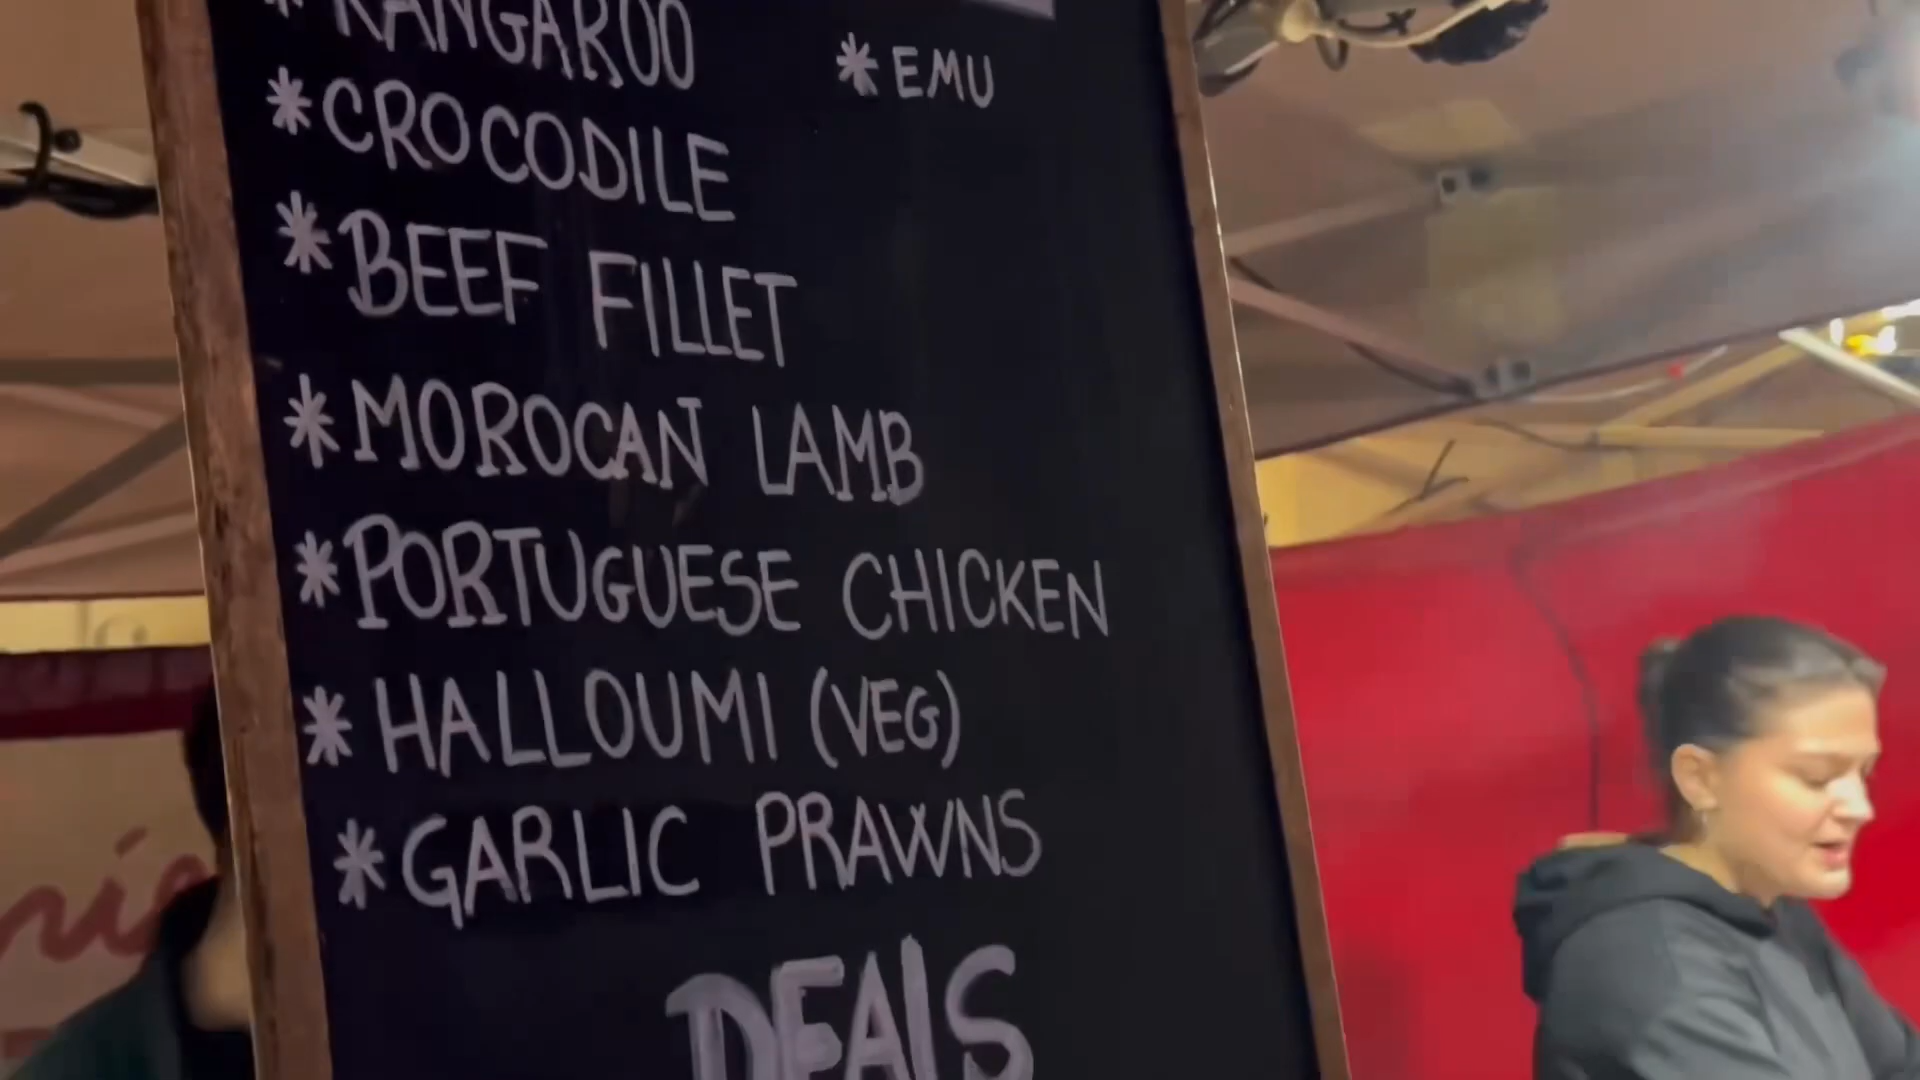 * KANGAROO
* EMU
* CROCODILE
* BEEF FILLET
* MOROCAN LAMB
* PORTUGUESE CHICKEN
* HALLOUMI (VEG)
* GARLIC PRAWNS
DEALS